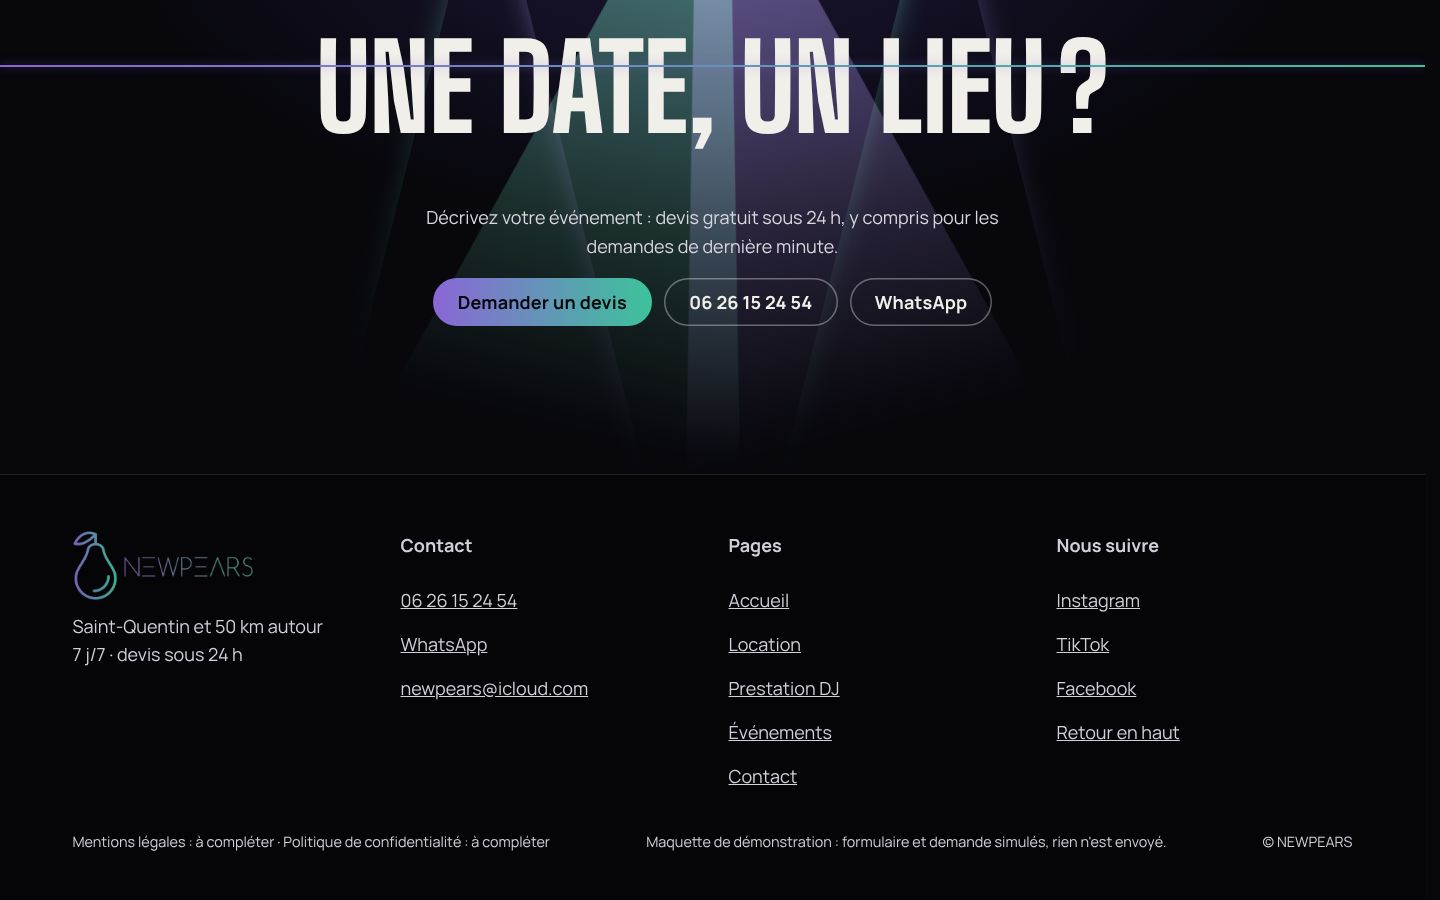 UNE DATE, UN LIEU ?
Décrivez votre événement : devis gratuit sous 24 h, y compris pour les
demandes de dernière minute.
Demander un devis
06 26 15 24 54
WhatsApp
NEWPEARS
Saint-Quentin et 50 km autour
7 j/7 · devis sous 24 h
Contact
06 26 15 24 54
WhatsApp
newpears@icloud.com
Pages
Accueil
Location
Prestation DJ
Événements
Contact
Nous suivre
Instagram
TikTok
Facebook
Retour en haut
Mentions légales : à compléter · Politique de confidentialité : à compléter
Maquette de démonstration : formulaire et demande simulés, rien n'est envoyé.
© NEWPEARS